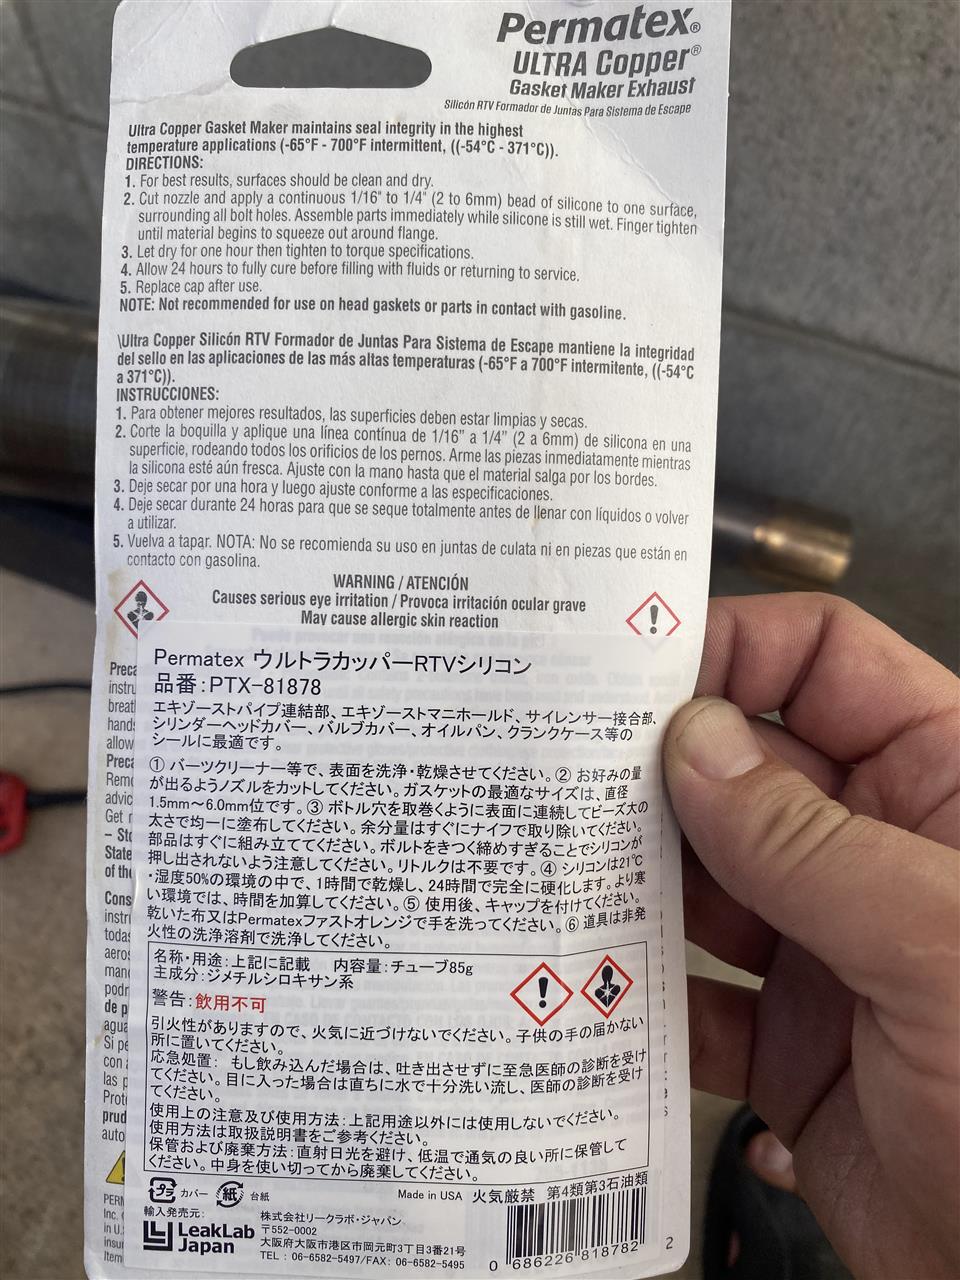 Permatex®
ULTRA Copper®
Gasket Maker Exhaust
Silicón RTV Formador de Juntas Para Sistema de Escape
Ultra Copper Gasket Maker maintains seal integrity in the highest
temperature applications (-65°F - 700°F intermittent, ((-54°C - 371°C)).
DIRECTIONS:
1. For best results, surfaces should be clean and dry.
2. Cut nozzle and apply a continuous 1/16" to 1/4" (2 to 6mm) bead of silicone to one surface,
surrounding all bolt holes. Assemble parts immediately while silicone is still wet. Finger tighten
until material begins to squeeze out around flange.
3. Let dry for one hour then tighten to torque specifications.
4. Allow 24 hours to fully cure before filling with fluids or returning to service.
5. Replace cap after use.
NOTE: Not recommended for use on head gaskets or parts in contact with gasoline.
\Ultra Copper Silicón RTV Formador de Juntas Para Sistema de Escape mantiene la integridad
del sello en las aplicaciones de las más altas temperaturas (-65°F a 700°F intermitente, ((-54°C
a 371°C)).
INSTRUCCIONES:
1. Para obtener mejores resultados, las superficies deben estar limpias y secas.
2. Corte la boquilla y aplique una línea contínua de 1/16" a 1/4" (2 a 6mm) de silicona en una
superficie, rodeando todos los orificios de los pernos. Arme las piezas inmediatamente mientras
la silicona esté aún fresca. Ajuste con la mano hasta que el material salga por los bordes.
3. Deje secar por una hora y luego ajuste conforme a las especificaciones.
4. Deje secar durante 24 horas para que se seque totalmente antes de llenar con líquidos o volver
a utilizar.
5. Vuelva a tapar. NOTA: No se recomienda su uso en juntas de culata ni en piezas que están en
contacto con gasolina.
WARNING / ATENCIÓN
Causes serious eye irritation / Provoca irritación ocular grave
May cause allergic skin reaction
Permatex ウルトラカッパーRTVシリコン
品番:PTX-81878
エキゾーストパイプ連結部、エキゾーストマニホールド、サイレンサー接合部、
シリンダーヘッドカバー、バルブカバー、オイルパン、クランクケース等の
シールに最適です。
① パーツクリーナー等で、表面を洗浄・乾燥させてください。② お好みの量
が出るようノズルをカットしてください。ガスケットの最適なサイズは、直径
1.5mm～6.0mm位です。③ ボトル穴を取巻くように表面に連続してビーズ大の
太さで均一に塗布してください。余分量はすぐにナイフで取り除いてください。
部品はすぐに組み立ててください。ボルトをきつく締めすぎることでシリコンが
押し出されないよう注意してください。リトルクは不要です。④ シリコンは21℃
・湿度50%の環境の中で、1時間で乾燥し、24時間で完全に硬化します。より寒
い環境では、時間を加算してください。⑤ 使用後、キャップを付けてください。
乾いた布又はPermatexファストオレンジで手を洗ってください。⑥ 道具は非発
火性の洗浄溶剤で洗浄してください。
名称・用途:上記に記載 内容量:チューブ85g
主成分:ジメチルシロキサン系
警告:飲用不可
引火性がありますので、火気に近づけないでください。子供の手の届かない
所に置いてください。
応急処置: もし飲み込んだ場合は、吐き出させずに至急医師の診断を受け
てください。目に入った場合は直ちに水で十分洗い流し、医師の診断を受け
てください。
使用上の注意及び使用方法:上記用途以外には使用しないでください。
使用方法は取扱説明書をご参考ください。
保管および廃棄方法:直射日光を避け、低温で通気の良い所に保管して
ください。中身を使い切ってから廃棄してください。
プラ カバー 紙 台紙 Made in USA 火気厳禁 第4類第3石油類
輸入発売元:
LeakLab
Japan
株式会社リークラボ・ジャパン
〒552-0002
大阪府大阪市港区市岡元町3丁目3番21号
TEL : 06-6582-5497/FAX: 06-6582-5495
0 686226 818782 2